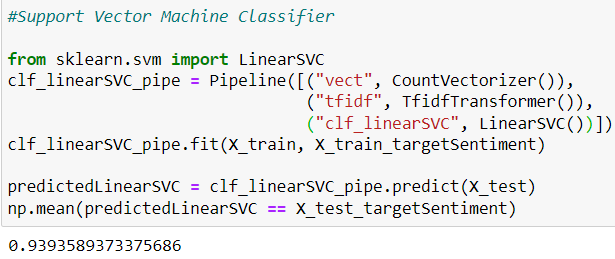 #Support Vector Machine Classifier
from sklearn.svm import LinearSVC
clf_linearSVC_pipe = Pipeline([("vect", CountVectorizer()),
("tfidf", TfidfTransformer()),
("clf_linearSVC", LinearSVC())])
clf_linearSVC_pipe.fit(X_train, X_train_targetSentiment)
predictedLinearSVC = clf_linearSVC_pipe.predict(X_test)
np.mean(predictedLinearSVC == X_test_targetSentiment)
0.9393589373375686